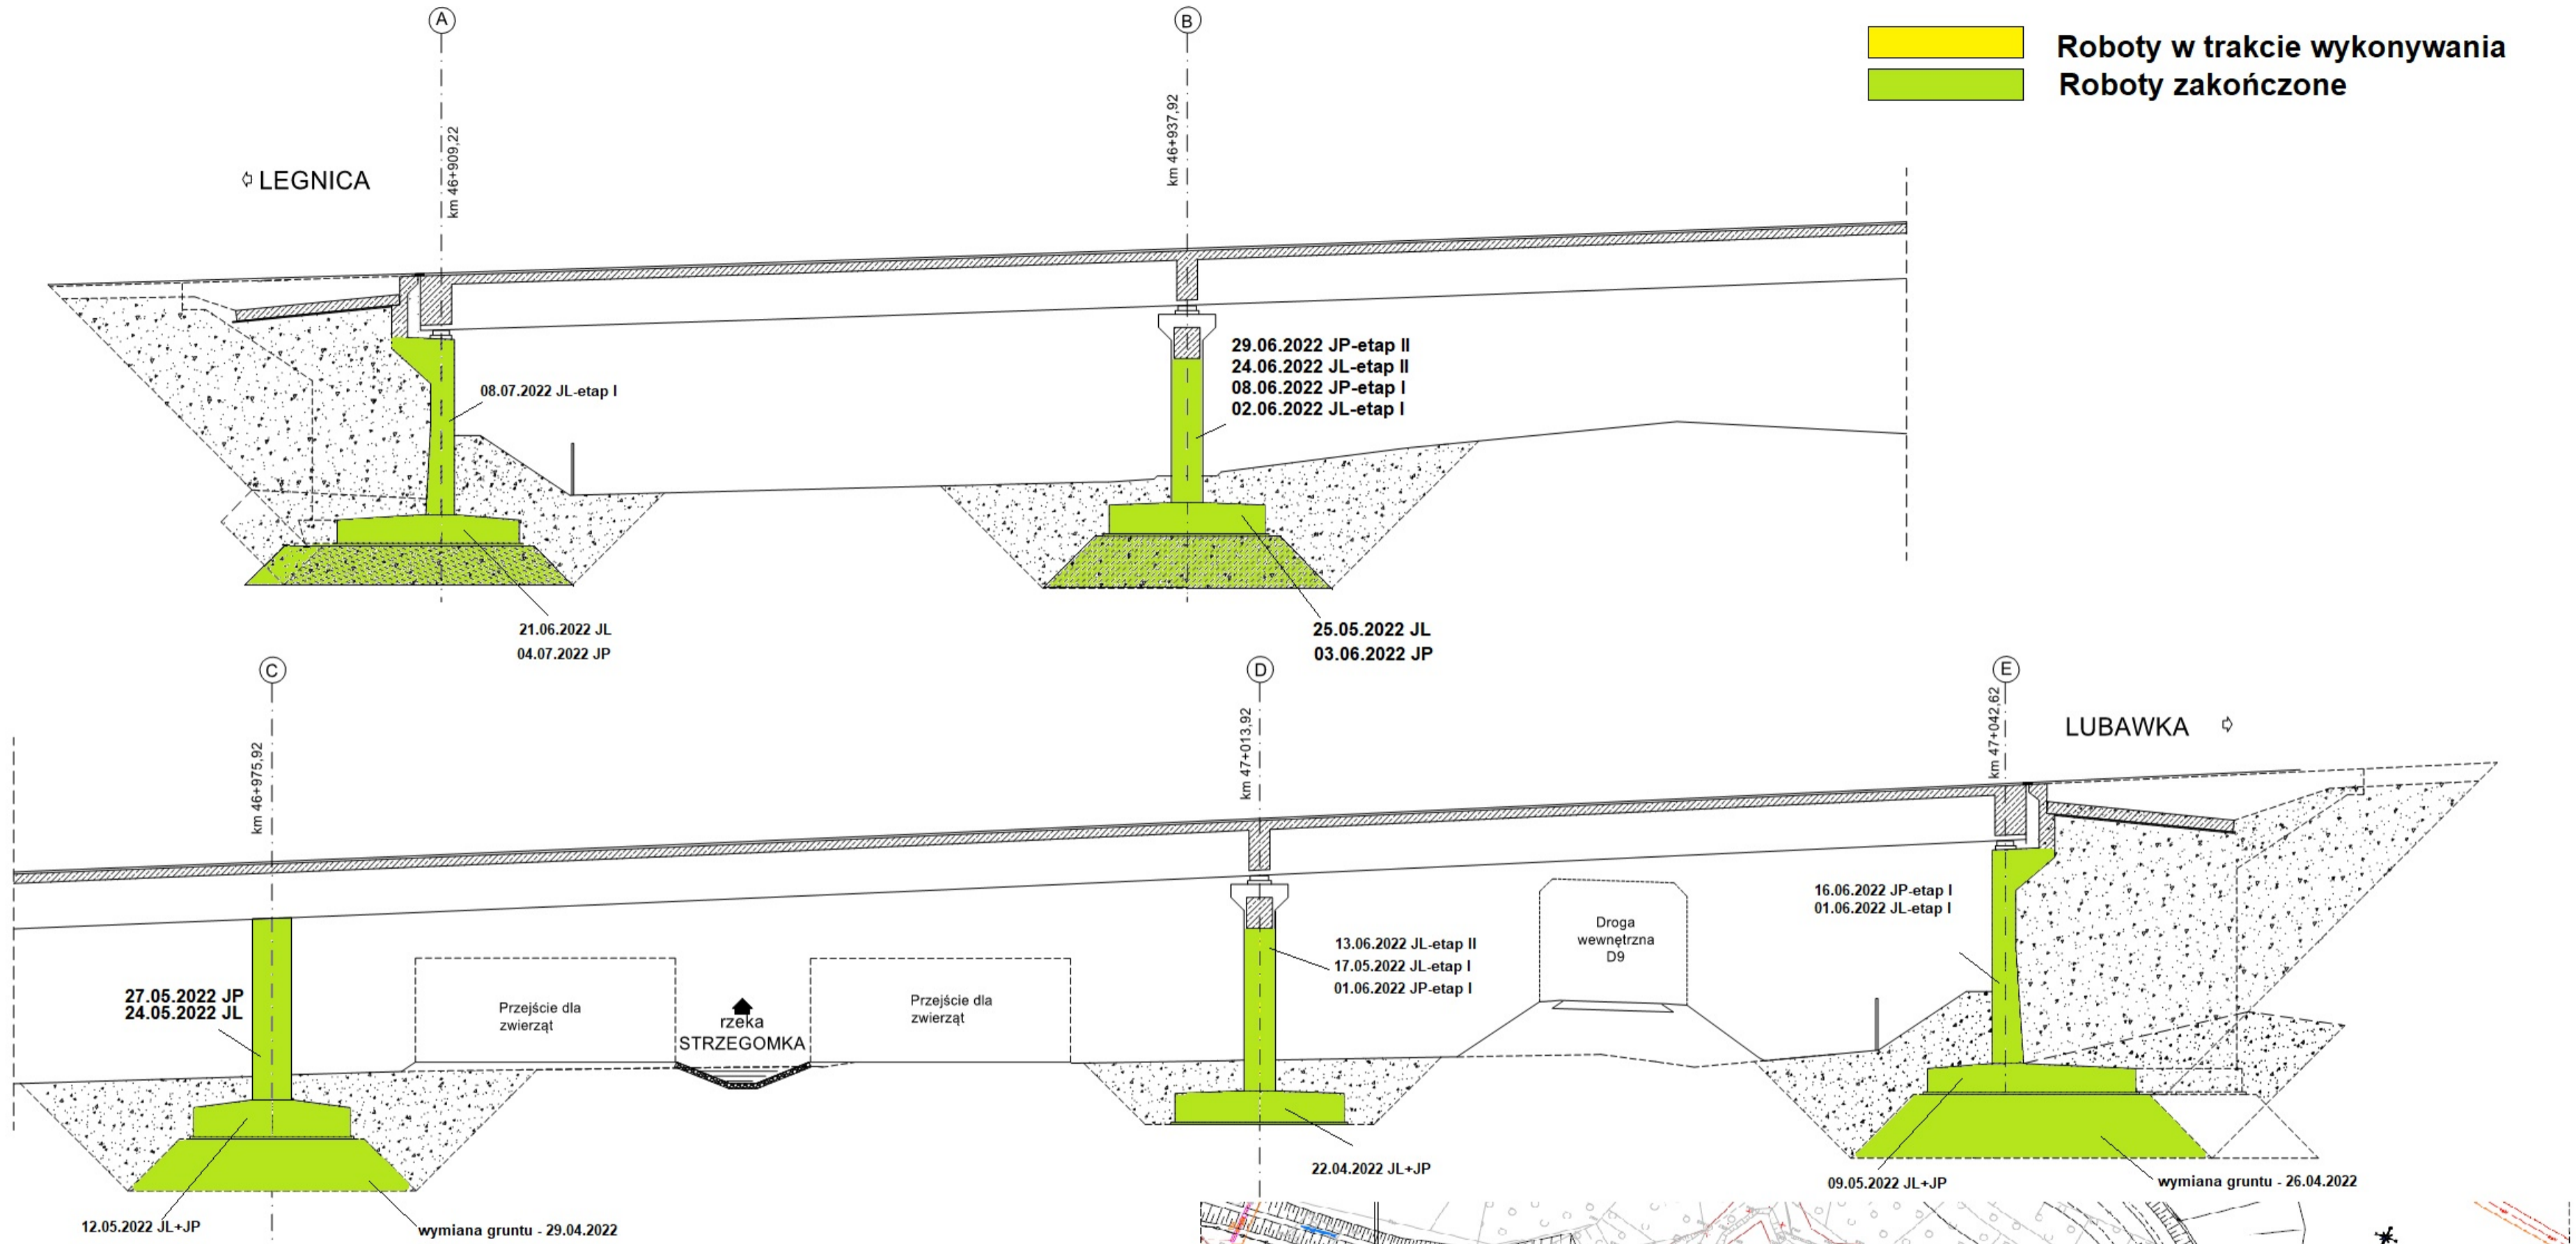 A
B
Roboty w trakcie wykonywania
Roboty zakończone
km 46+909,22
km 46+937,92
LEGNICA
29.06.2022 JP-etap II
24.06.2022 JL-etap II
08.06.2022 JP-etap I
02.06.2022 JL-etap I
08.07.2022 JL-etap I
21.06.2022 JL
04.07.2022 JP
25.05.2022 JL
03.06.2022 JP
C
D
E
km 46+975,92
km 47+013,92
km 47+042,62
LUBAWKA
16.06.2022 JP-etap I
01.06.2022 JL-etap I
Droga
wewnętrzna
D9
13.06.2022 JL-etap II
17.05.2022 JL-etap I
01.06.2022 JP-etap I
27.05.2022 JP
24.05.2022 JL
Przejście dla
zwierząt
rzeka
STRZEGOMKA
Przejście dla
zwierząt
22.04.2022 JL+JP
09.05.2022 JL+JP
wymiana gruntu - 26.04.2022
12.05.2022 JL+JP
wymiana gruntu - 29.04.2022